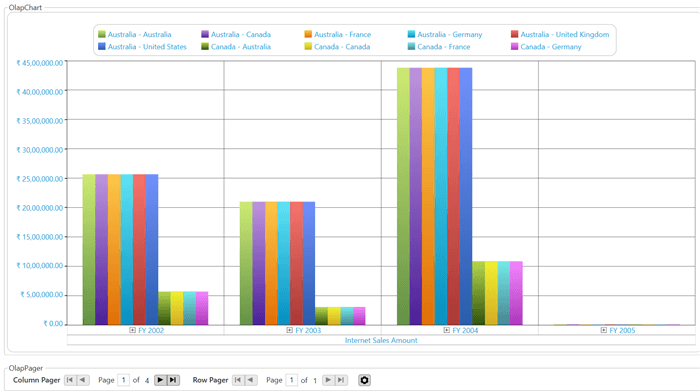 OlapChart
Australia - Australia Australia - Canada Australia - France Australia - Germany Australia - United Kingdom
Australia - United States Canada - Australia Canada - Canada Canada - France Canada - Germany
₹ 45,00,000.00
₹ 40,00,000.00
₹ 35,00,000.00
₹ 30,00,000.00
₹ 25,00,000.00
₹ 20,00,000.00
₹ 15,00,000.00
₹ 10,00,000.00
₹ 5,00,000.00
₹ 0.00
FY 2002 FY 2003 FY 2004 FY 2005
Internet Sales Amount
OlapPager
Column Pager Page 1 of 4 Row Pager Page 1 of 1